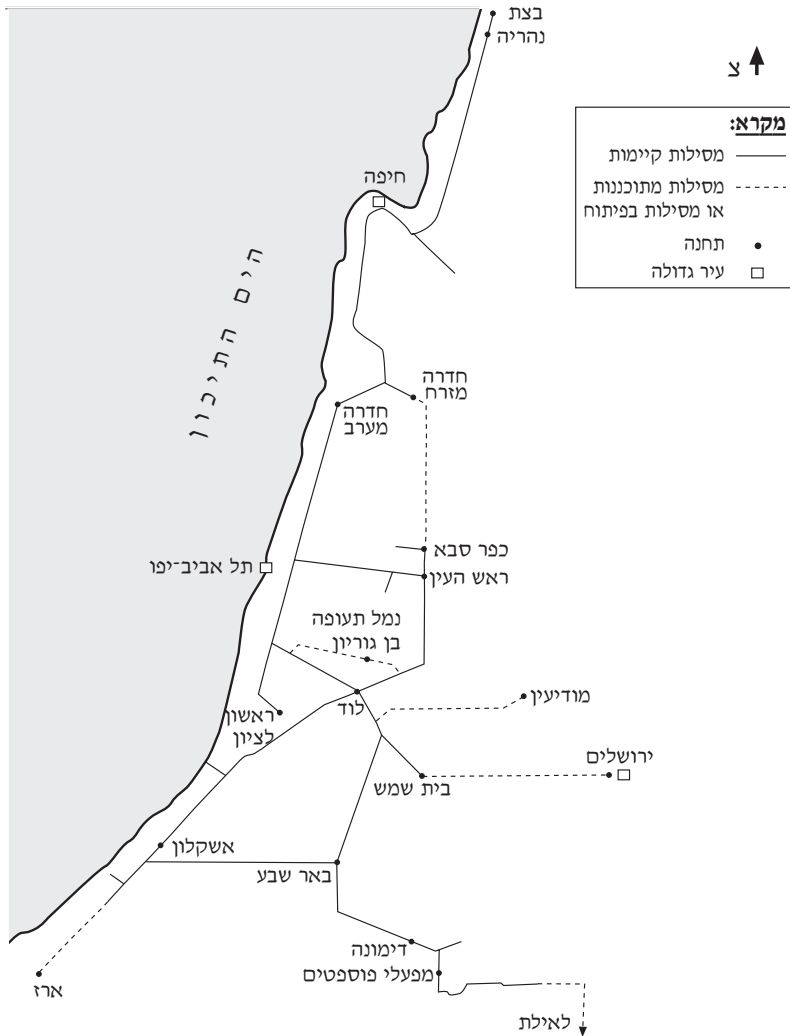 בצת
נהריה
צ
מקרא:
מסילות קיימות
מסילות מתוכננות
או מסילות בפיתוח
תחנה
עיר גדולה
חיפה
הים התיכון
חדרה
מזרח
חדרה
מערב
כפר סבא
ראש העין
תל אביב-יפו
נמל תעופה
בן גוריון
מודיעין
לוד
ראשון
לציון
ירושלים
בית שמש
אשקלון
באר שבע
דימונה
מפעלי פוספטים
ארז
לאילת